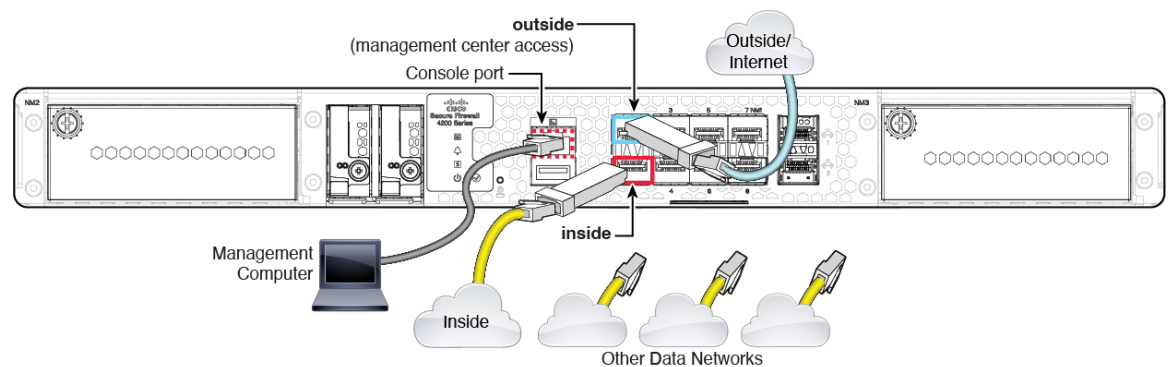 outside
(management center access)
Console port
Outside/
Internet
NM2
CISCO
Secure Firewall
4200 Series
3
5
7 NM1
NM3
4
6
8
inside
Management
Computer
Inside
Other Data Networks